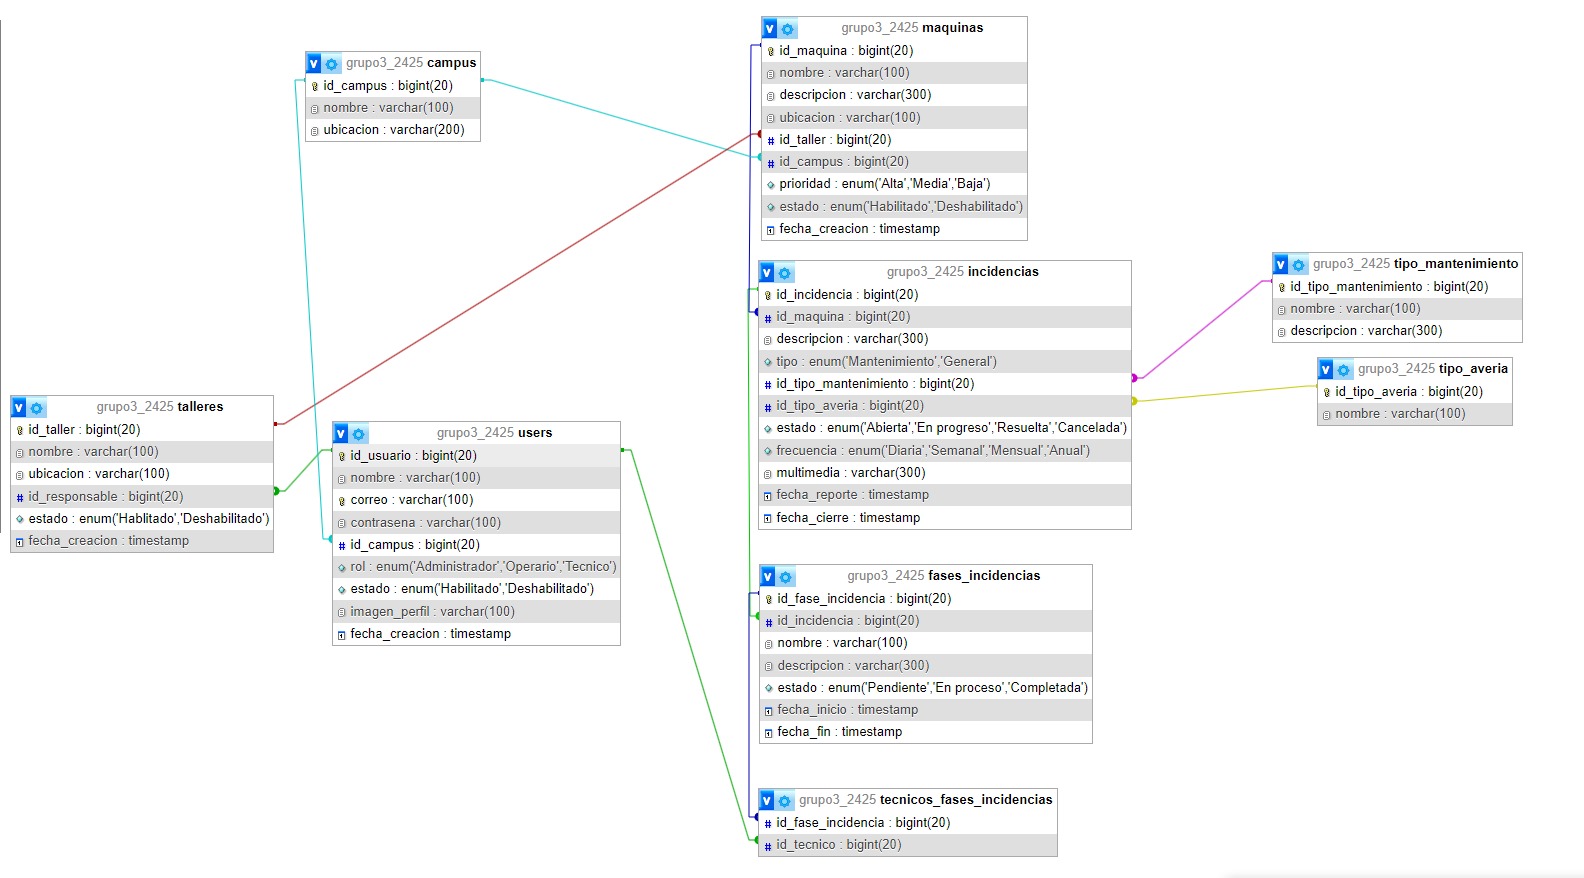 grupo3_2425 campus
id_campus : bigint(20)
nombre : varchar(100)
ubicacion : varchar(200)
grupo3_2425 maquinas
id_maquina : bigint(20)
nombre : varchar(100)
descripcion : varchar(300)
ubicacion : varchar(100)
id_taller : bigint(20)
id_campus : bigint(20)
prioridad : enum('Alta','Media','Baja')
estado : enum('Habilitado','Deshabilitado')
fecha_creacion : timestamp
grupo3_2425 incidencias
id_incidencia : bigint(20)
id_maquina : bigint(20)
descripcion : varchar(300)
tipo : enum('Mantenimiento','General')
id_tipo_mantenimiento : bigint(20)
id_tipo_averia : bigint(20)
estado : enum('Abierta','En progreso','Resuelta','Cancelada')
frecuencia : enum('Diaria','Semanal','Mensual','Anual')
multimedia : varchar(300)
fecha_reporte : timestamp
fecha_cierre : timestamp
grupo3_2425 tipo_mantenimiento
id_tipo_mantenimiento : bigint(20)
nombre : varchar(100)
descripcion : varchar(300)
grupo3_2425 tipo_averia
id_tipo_averia : bigint(20)
nombre : varchar(100)
grupo3_2425 talleres
id_taller : bigint(20)
nombre : varchar(100)
ubicacion : varchar(100)
id_responsable : bigint(20)
estado : enum('Hablitado','Deshabilitado')
fecha_creacion : timestamp
grupo3_2425 users
id_usuario : bigint(20)
nombre : varchar(100)
correo : varchar(100)
contrasena : varchar(100)
id_campus : bigint(20)
rol : enum('Administrador','Operario','Tecnico')
estado : enum('Habilitado','Deshabilitado')
imagen_perfil : varchar(100)
fecha_creacion : timestamp
grupo3_2425 fases_incidencias
id_fase_incidencia : bigint(20)
id_incidencia : bigint(20)
nombre : varchar(100)
descripcion : varchar(300)
estado : enum('Pendiente','En proceso','Completada')
fecha_inicio : timestamp
fecha_fin : timestamp
grupo3_2425 tecnicos_fases_incidencias
id_fase_incidencia : bigint(20)
id_tecnico : bigint(20)